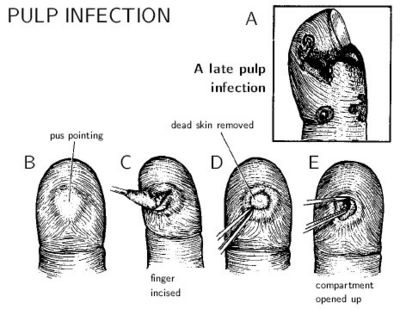 PULP INFECTION
A
A late pulp
infection
pus pointing
dead skin removed
B
C
D
E
finger
incised
compartment
opened up